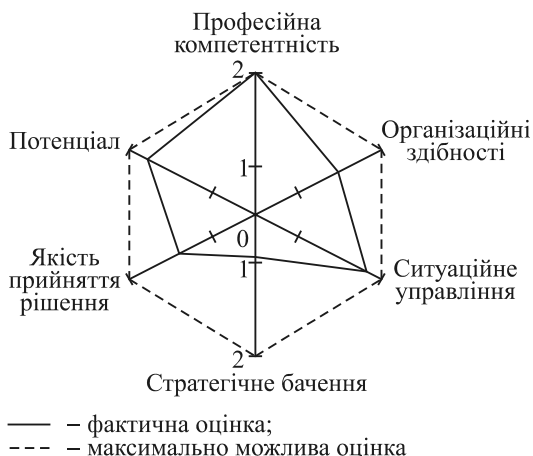 Професійна
компетентність
2
Організаційні
здібності
Потенціал
1
0
Якість
прийняття
рішення
1
Ситуаційне
управління
2
Стратегічне бачення
– фактична оцінка;
– максимально можлива оцінка